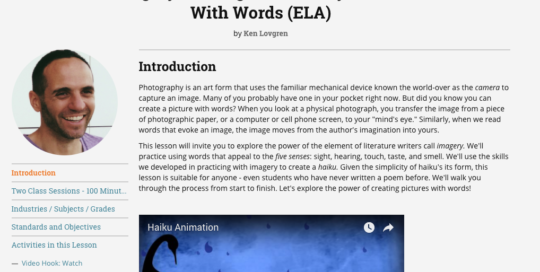 With Words (ELA)
by Ken Lovgren
Introduction
Photography is an art form that uses the familiar mechanical device known the world-over as the camera to
capture an image. Many of you probably have one in your pocket right now. But did you know you can
create a picture with words? When you look at a physical photograph, you transfer the image from a piece
of photographic paper, or a computer or cell phone screen, to your "mind's eye." Similarly, when we read
words that evoke an image, the image moves from the author's imagination into yours.
This lesson will invite you to explore the power of the element of literature writers call imagery. We'll
practice using words that appeal to the five senses: sight, hearing, touch, taste, and smell. We'll use the skills
we developed in practicing with imagery to create a haiku. Given the simplicity of haiku's its form, this
lesson is suitable for anyone - even students who have never written a poem before. We'll walk you
through the process from start to finish. Let's explore the power of creating pictures with words!
Introduction
Two Class Sessions - 100 Minut...
Industries / Subjects / Grades
Standards and Objectives
Activities in this Lesson
— Video Hook: Watch
Haiku Animation